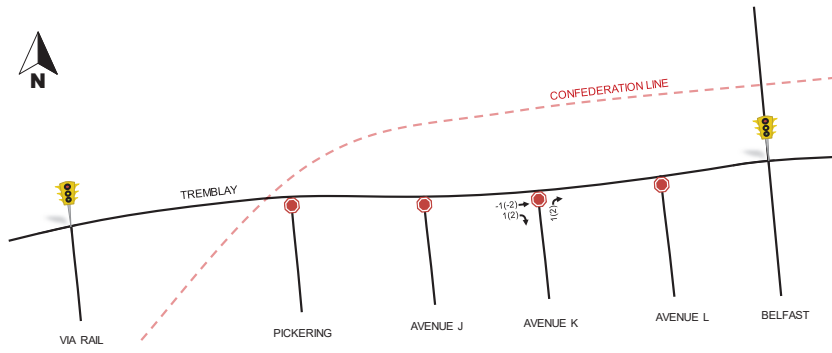 CONFEDERATION LINE
N
TREMBLAY
-1(-2)
1(2)
1(2)
VIA RAIL
PICKERING
AVENUE J
AVENUE K
AVENUE L
BELFAST